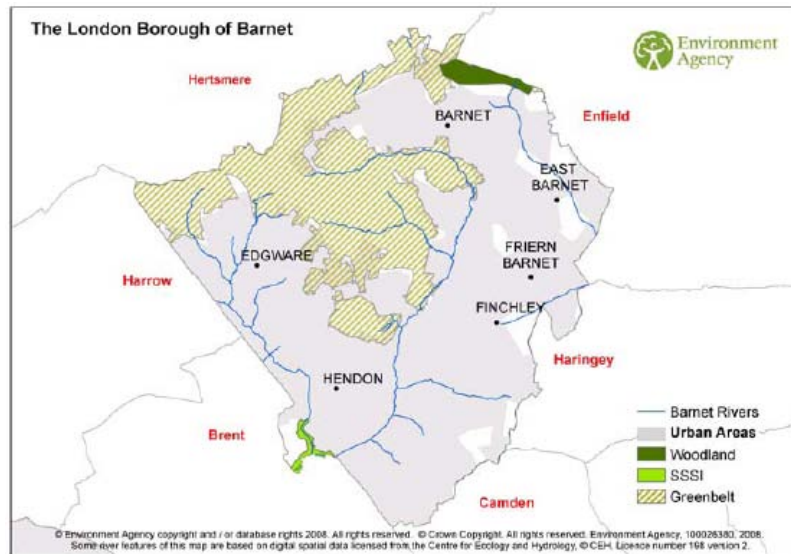 The London Borough of Barnet
Environment
Agency
Hertsmere
Enfield
BARNET
EAST
BARNET
EDGWARE
FRIERN
BARNET
Harrow
FINCHLEY
Haringey
HENDON
Brent
Camden
Barnet Rivers
Urban Areas
Woodland
SSSI
Greenbelt
© Environment Agency copyright and / or database rights 2008. All rights reserved. © Crown Copyright. All rights reserved. Environment Agency, 100026380, 2008.
Some river features of this map are based on digital spatial data licensed from the Centre for Ecology and Hydrology, © CEH, Licence number 198 version 2.